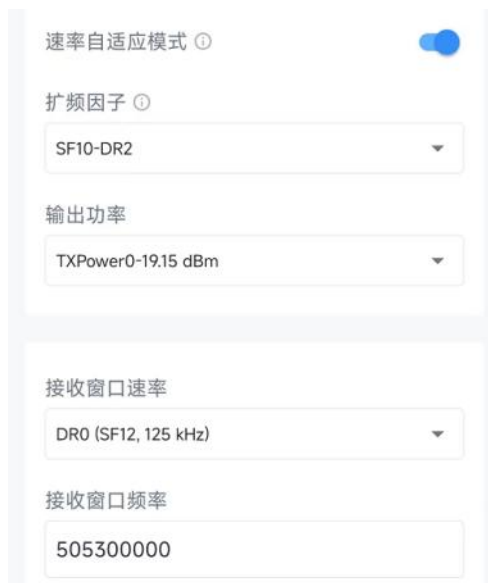 速率自适应模式
扩频因子
SF10-DR2
输出功率
TXPower0-19.15 dBm
接收窗口速率
DR0 (SF12, 125 kHz)
接收窗口频率
505300000